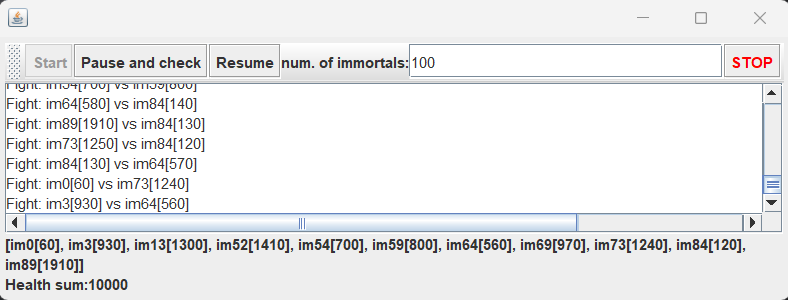 Start Pause and check Resume num. of immortals: 100 STOP
Fight: im54[700] vs im59[800]
Fight: im64[580] vs im84[140]
Fight: im89[1910] vs im84[130]
Fight: im73[1250] vs im84[120]
Fight: im84[130] vs im64[570]
Fight: im0[60] vs im73[1240]
Fight: im3[930] vs im64[560]
[im0[60], im3[930], im13[1300], im52[1410], im54[700], im59[800], im64[560], im69[970], im73[1240], im84[120],
im89[1910]]
Health sum:10000